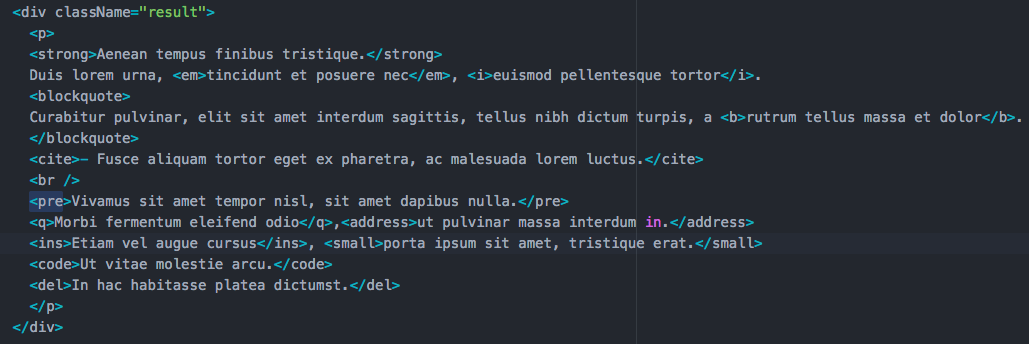 <div className="result">
<p>
<strong>Aenean tempus finibus tristique.</strong>
Duis lorem urna, <em>tincidunt et posuere nec</em>, <i>euismod pellentesque tortor</i>.
<blockquote>
Curabitur pulvinar, elit sit amet interdum sagittis, tellus nibh dictum turpis, a <b>rutrum tellus massa et dolor</b>.
</blockquote>
<cite>— Fusce aliquam tortor eget ex pharetra, ac malesuada lorem luctus.</cite>
<br />
<pre>Vivamus sit amet tempor nisl, sit amet dapibus nulla.</pre>
<q>Morbi fermentum eleifend odio</q>,<address>ut pulvinar massa interdum in.</address>
<ins>Etiam vel augue cursus</ins>, <small>porta ipsum sit amet, tristique erat.</small>
<code>Ut vitae molestie arcu.</code>
<del>In hac habitasse platea dictumst.</del>
</p>
</div>